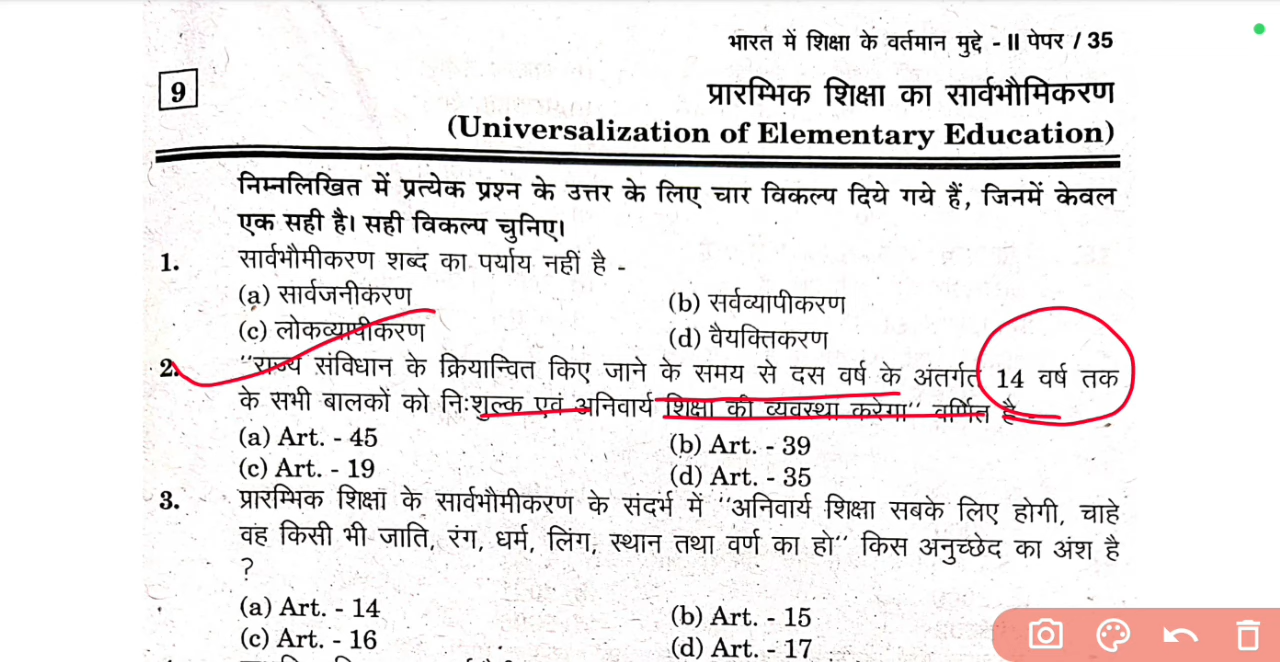 भारत में शिक्षा के वर्तमान मुद्दे - II पेपर / 35
9
प्रारम्भिक शिक्षा का सार्वभौमिकरण
(Universalization of Elementary Education)
निम्नलिखित में प्रत्येक प्रश्न के उत्तर के लिए चार विकल्प दिये गये हैं, जिनमें केवल
एक सही है। सही विकल्प चुनिए।
1. सार्वभौमीकरण शब्द का पर्याय नहीं है -
(a) सार्वजनीकरण (b) सर्वव्यापीकरण
(c) लोकव्यापीकरण (d) वैयक्तिकरण
2. ''राज्य संविधान के क्रियान्वित किए जाने के समय से दस वर्ष के अंतर्गत 14 वर्ष तक
के सभी बालकों को निःशुल्क एवं अनिवार्य शिक्षा की व्यवस्था करेगा'' वर्णित है -
(a) Art. - 45 (b) Art. - 39
(c) Art. - 19 (d) Art. - 35
3. प्रारम्भिक शिक्षा के सार्वभौमीकरण के संदर्भ में ''अनिवार्य शिक्षा सबके लिए होगी, चाहे
वह किसी भी जाति, रंग, धर्म, लिंग, स्थान तथा वर्ण का हो'' किस अनुच्छेद का अंश है
?
(a) Art. - 14 (b) Art. - 15
(c) Art. - 16 (d) Art. - 17